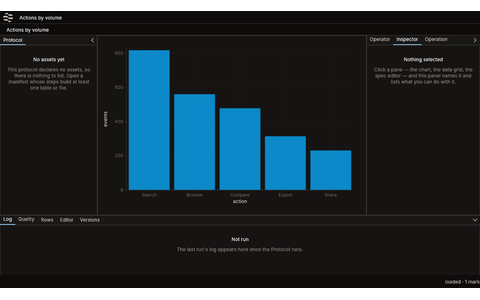 Actions by volume
Actions by volume
Protocol
No assets yet
This protocol declares no assets, so
there is nothing to list. Open a
manifest whose steps build at least
one table or file.
800
600
400
200
0
events
Search
Browse
Compare
Export
Share
action
Operator
Inspector
Operation
Nothing selected
Click a pane — the chart, the data grid, the
spec editor — and this panel names it and
lists what you can do with it.
Log
Quality
Rows
Editor
Versions
Not run
The last run's log appears here once the Protocol runs.
loaded · 1 mark